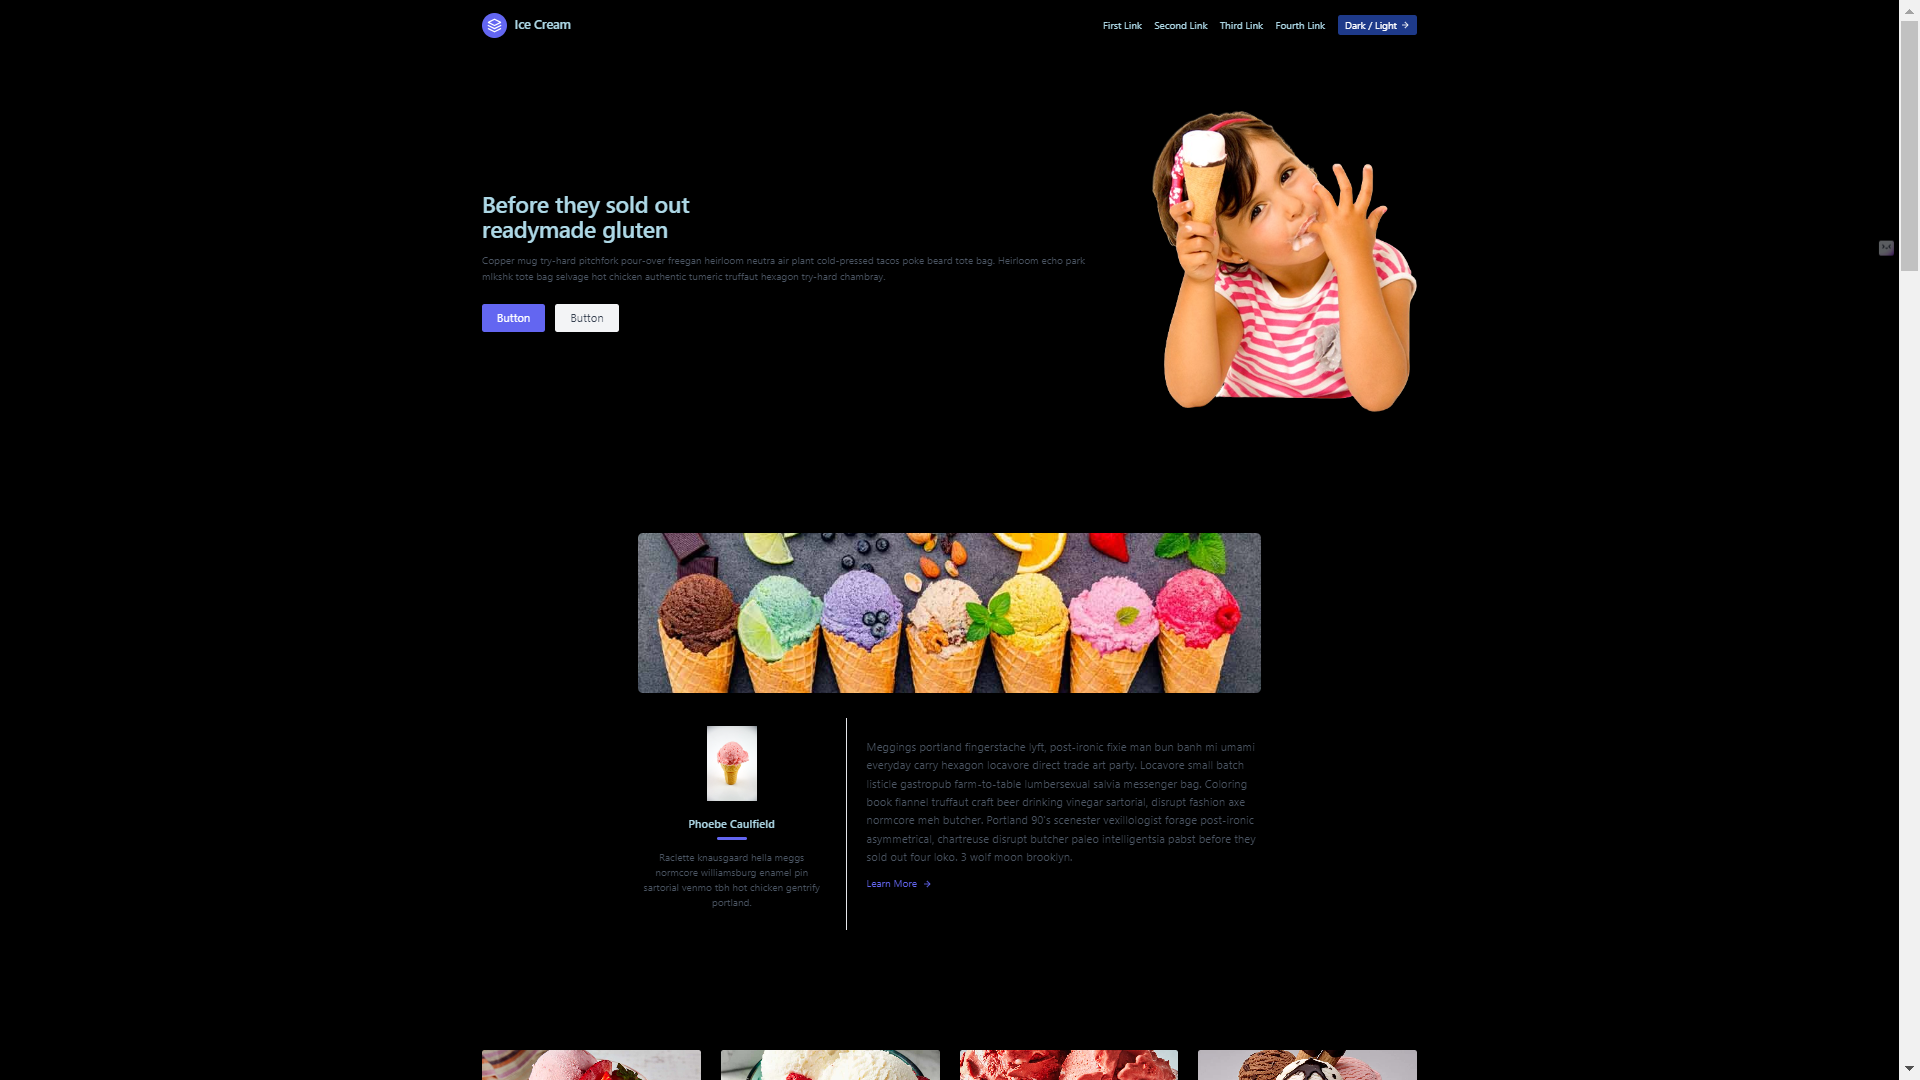 Ice Cream
First Link Second Link Third Link Fourth Link Dark / Light →
Before they sold out
readymade gluten
Copper mug try-hard pitchfork pour-over freegan heirloom neutra air plant cold-pressed tacos poke beard tote bag. Heirloom echo park
mlkshk tote bag selvage hot chicken authentic tumeric truffaut hexagon try-hard chambray.
Button Button
Meggings portland fingerstache lyft, post-ironic fixie man bun banh mi umami
everyday carry hexagon locavore direct trade art party. Locavore small batch
listicle gastropub farm-to-table lumbersexual salvia messenger bag. Coloring
book flannel truffaut craft beer drinking vinegar sartorial, disrupt fashion axe
normcore meh butcher. Portland 90's scenester vexillologist forage post-ironic
asymmetrical, chartreuse disrupt butcher paleo intelligentsia pabst before they
sold out four loko. 3 wolf moon brooklyn.
Learn More →
Phoebe Caulfield
Raclette knausgaard hella meggs
normcore williamsburg enamel pin
sartorial venmo tbh hot chicken gentrify
portland.